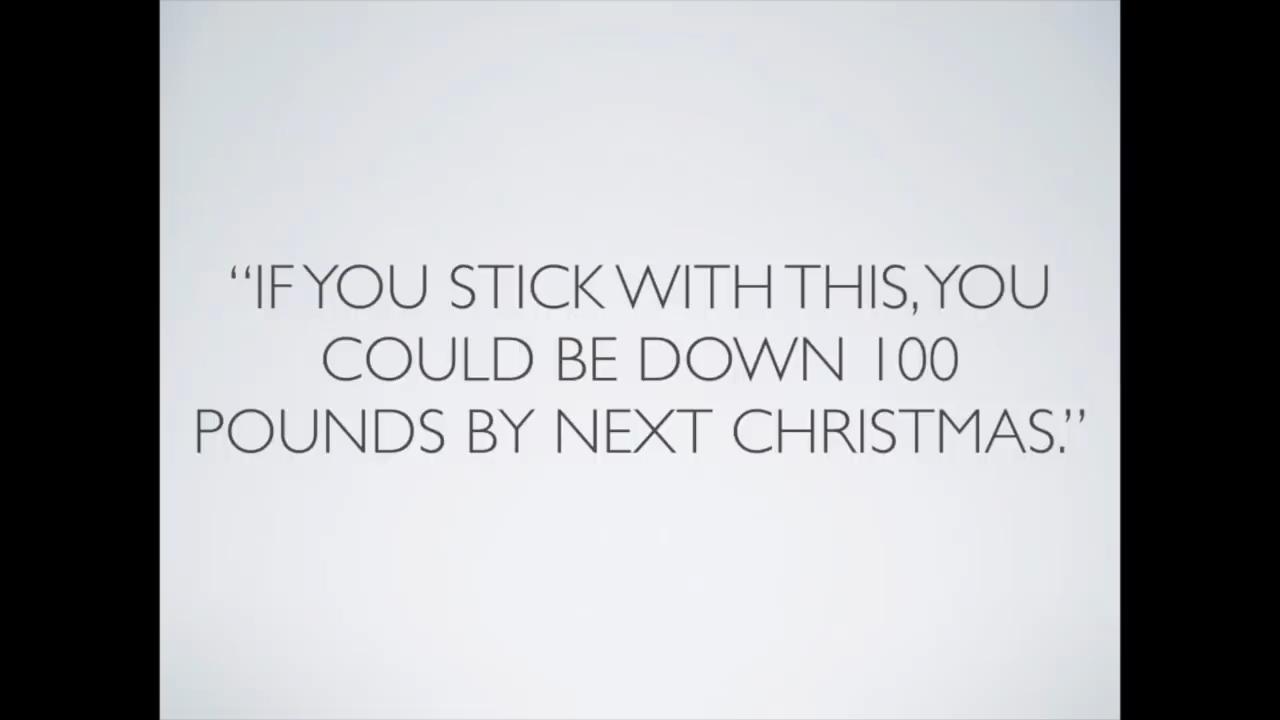 “IF YOU STICK WITH THIS, YOU
COULD BE DOWN 100
POUNDS BY NEXT CHRISTMAS.”